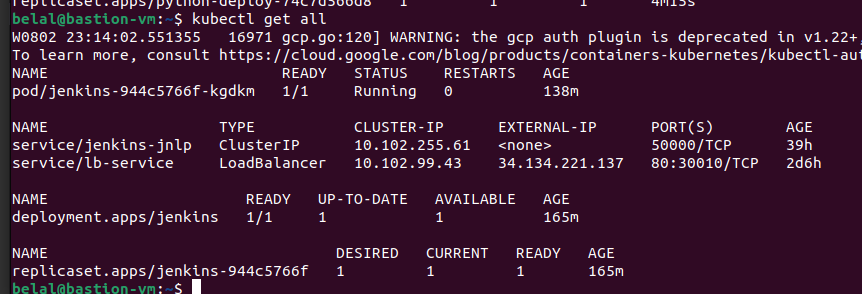 replicaset.apps/python-deploy-74c7d566d8 1 1 1 4m15s
belal@bastion-vm:~$ kubectl get all
W0802 23:14:02.551355 16971 gcp.go:120] WARNING: the gcp auth plugin is deprecated in v1.22+,
To learn more, consult https://cloud.google.com/blog/products/containers-kubernetes/kubectl-au
NAME READY STATUS RESTARTS AGE
pod/jenkins-944c5766f-kgdkm 1/1 Running 0 138m
NAME TYPE CLUSTER-IP EXTERNAL-IP PORT(S) AGE
service/jenkins-jnlp ClusterIP 10.102.255.61 <none> 50000/TCP 39h
service/lb-service LoadBalancer 10.102.99.43 34.134.221.137 80:30010/TCP 2d6h
NAME READY UP-TO-DATE AVAILABLE AGE
deployment.apps/jenkins 1/1 1 1 165m
NAME DESIRED CURRENT READY AGE
replicaset.apps/jenkins-944c5766f 1 1 1 165m
belal@bastion-vm:~$